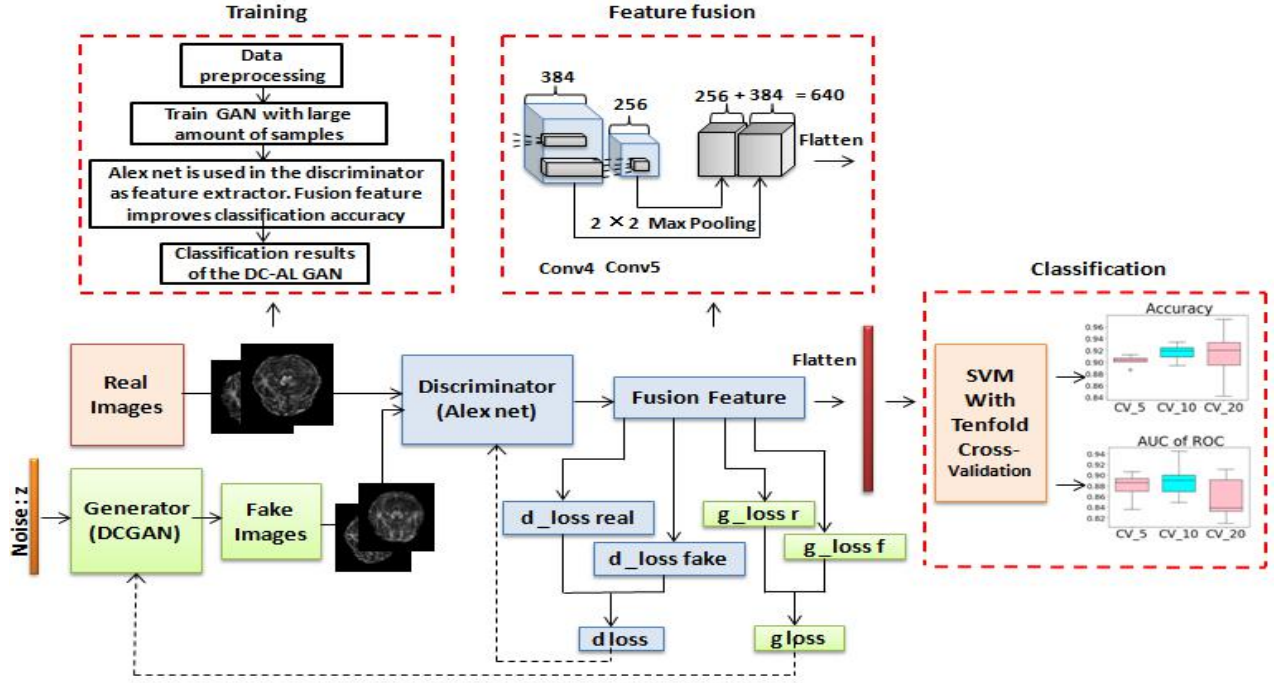 Training
Data
preprocessing
Train GAN with large
amount of samples
Alex net is used in the discriminator
as feature extractor. Fusion feature
improves classification accuracy
Classification results
of the DC-AL GAN
Feature fusion
384
256
256 + 384 = 640
Flatten
2 × 2 Max Pooling
Conv4 Conv5
Real
Images
Noise: z
Generator
(DCGAN)
Fake
Images
Discriminator
(Alex net)
Fusion Feature
Flatten
d_loss real
d_loss fake
g_loss r
g_loss f
d loss
g loss
Classification
SVM
With
Tenfold
Cross-
Validation
Accuracy
0.96
0.94
0.92
0.90
0.88
0.86
0.84
CV_5 CV_10 CV_20
AUC of ROC
0.94
0.92
0.90
0.88
0.86
0.84
0.82
CV_5 CV_10 CV_20